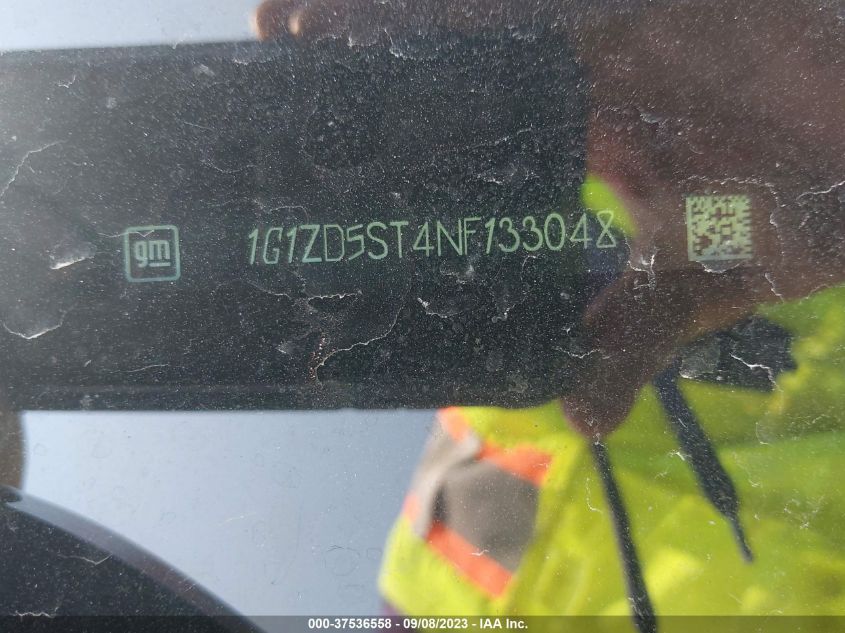 gm 1G1ZD5ST4NF133048
000-37536558 - 09/08/2023 - IAA Inc.